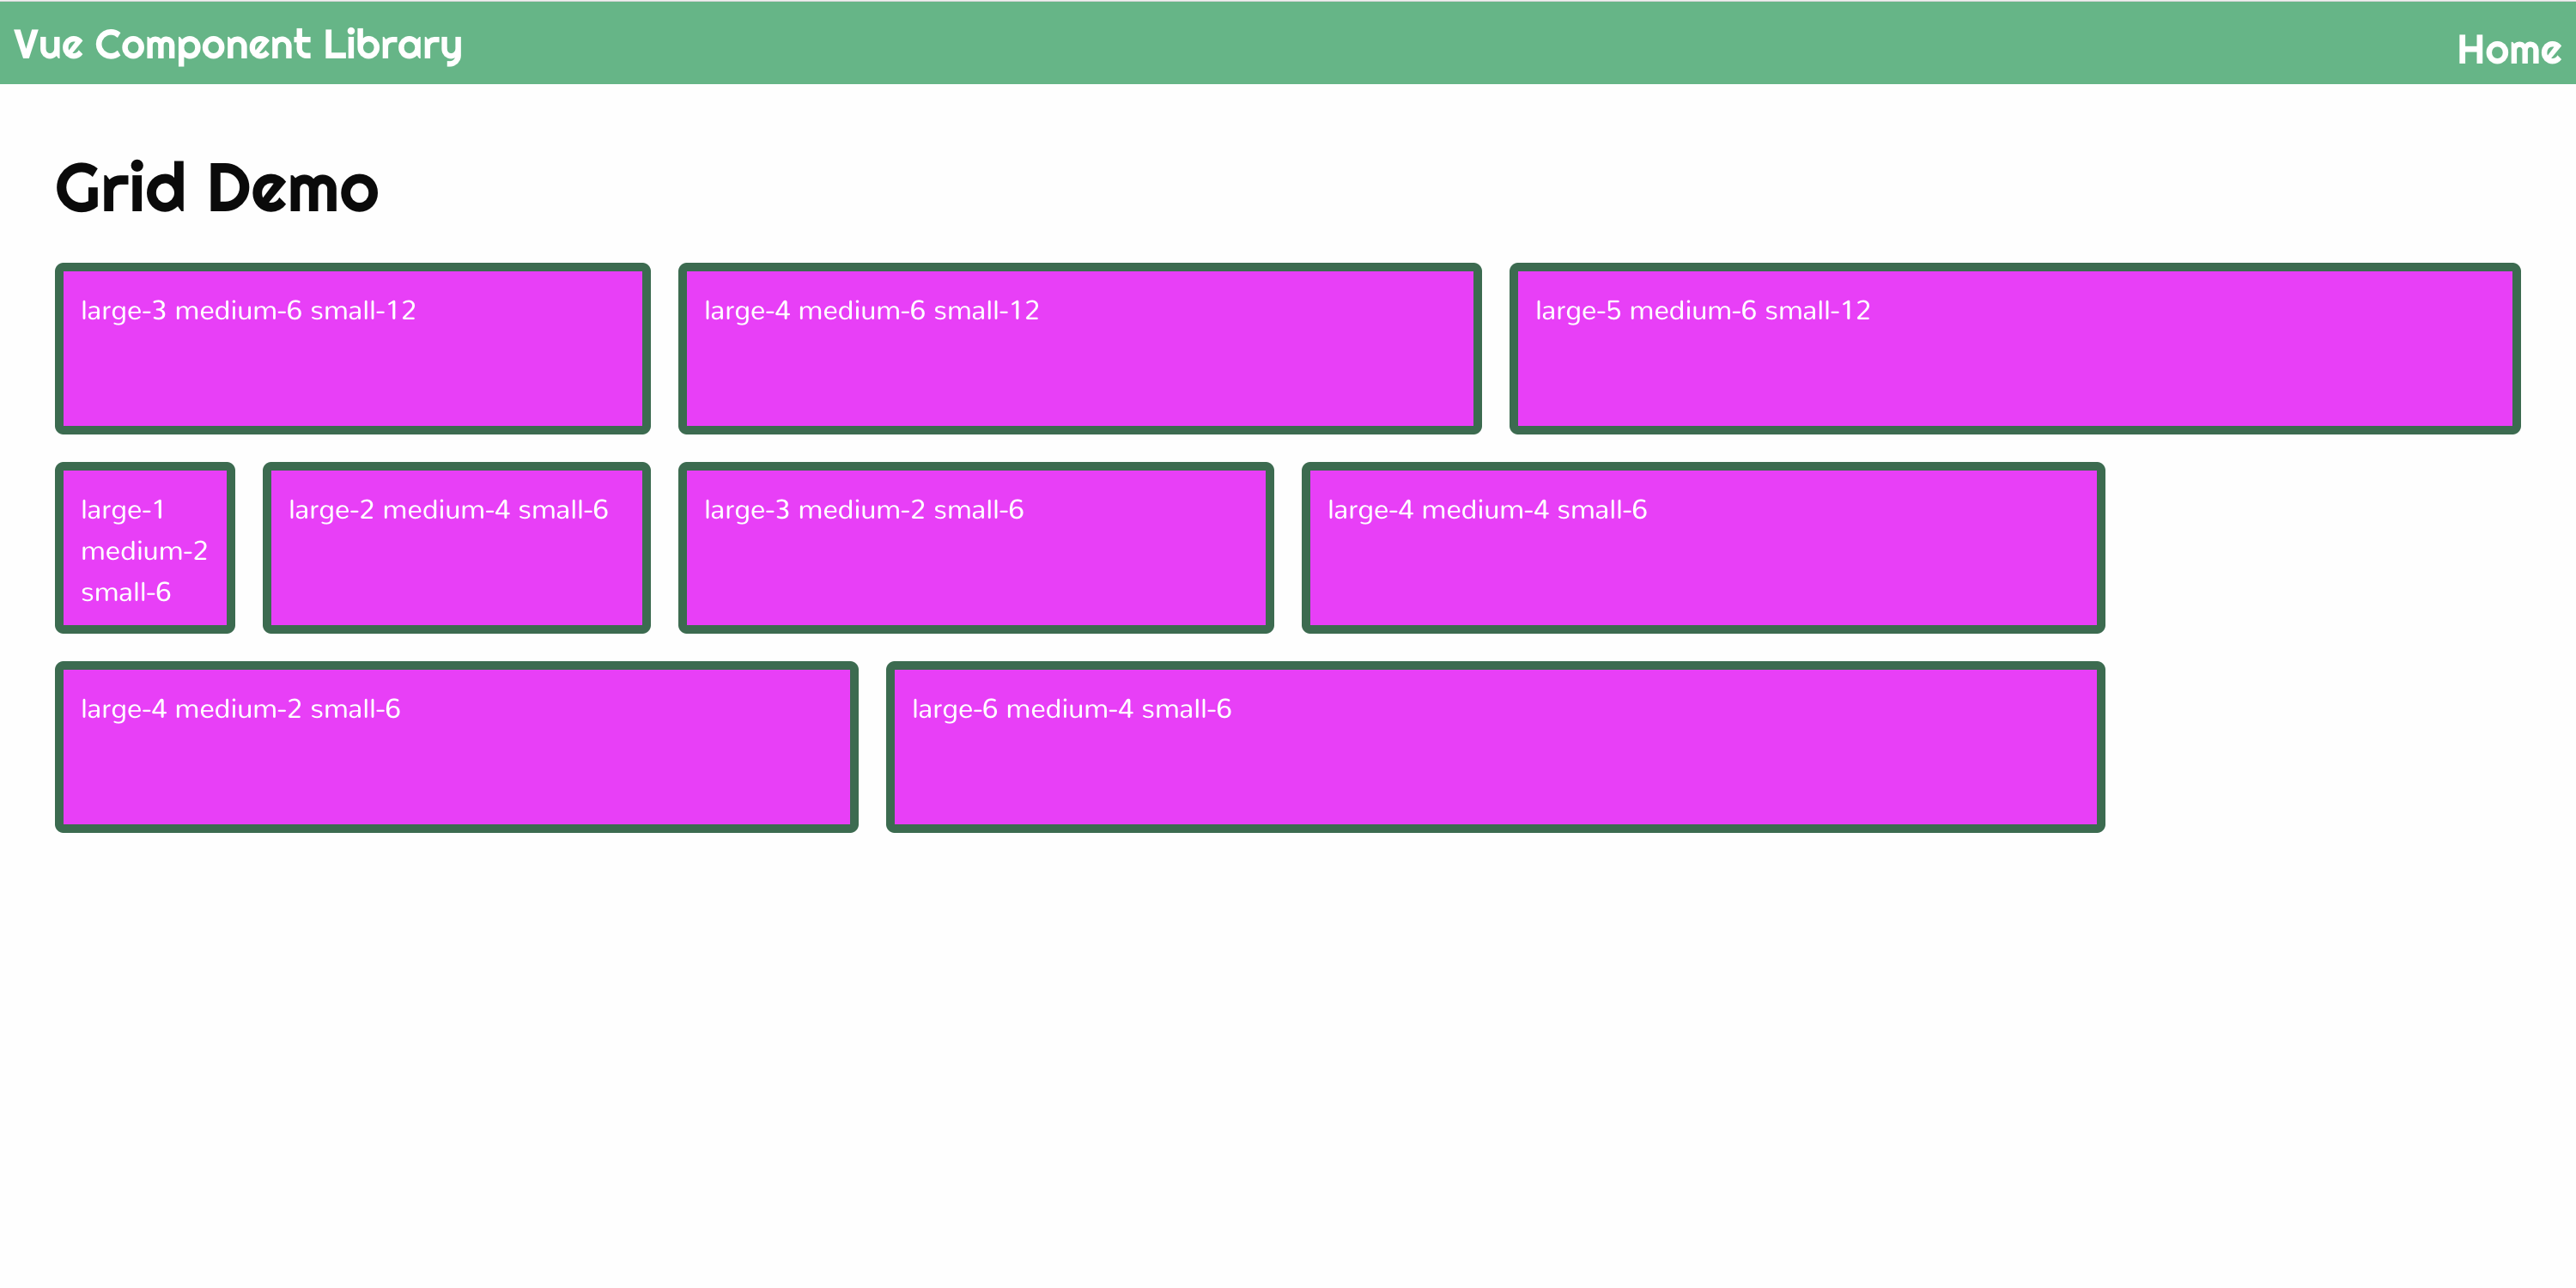 Vue Component Library
Home
Grid Demo
large-3 medium-6 small-12
large-4 medium-6 small-12
large-5 medium-6 small-12
large-1
medium-2
small-6
large-2 medium-4 small-6
large-3 medium-2 small-6
large-4 medium-4 small-6
large-4 medium-2 small-6
large-6 medium-4 small-6